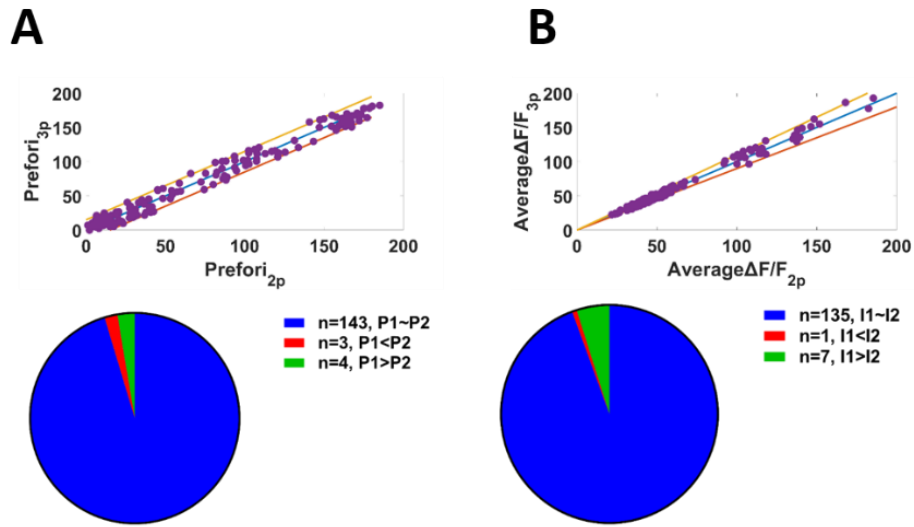 A
B
200
150
100
50
0
Prefori3p
0
50
100
150
200
Prefori2p
200
150
100
50
0
AverageΔF/F3p
0
50
100
150
200
AverageΔF/F2p
n=143, P1~P2
n=3, P1<P2
n=4, P1>P2
n=135, I1~I2
n=1, I1<I2
n=7, I1>I2